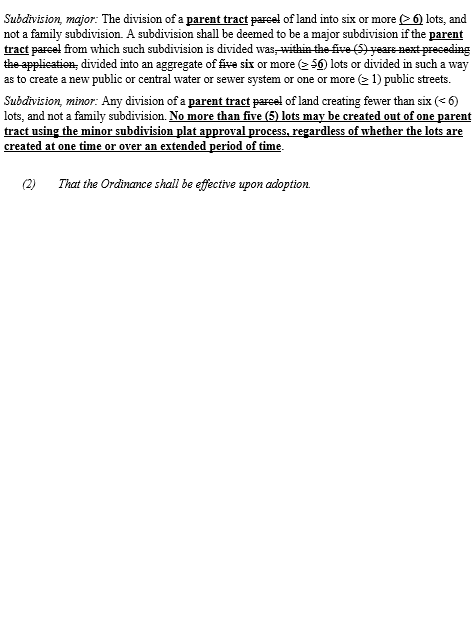 Subdivision, major: The division of a parent tract parcel of land into six or more (≥ 6) lots, and
not a family subdivision. A subdivision shall be deemed to be a major subdivision if the parent
tract parcel from which such subdivision is divided was, within the five (5) years next preceding
the application, divided into an aggregate of five six or more (≥ 56) lots or divided in such a way
as to create a new public or central water or sewer system or one or more (≥ 1) public streets.
Subdivision, minor: Any division of a parent tract parcel of land creating fewer than six (< 6)
lots, and not a family subdivision. No more than five (5) lots may be created out of one parent
tract using the minor subdivision plat approval process, regardless of whether the lots are
created at one time or over an extended period of time.
(2) That the Ordinance shall be effective upon adoption.